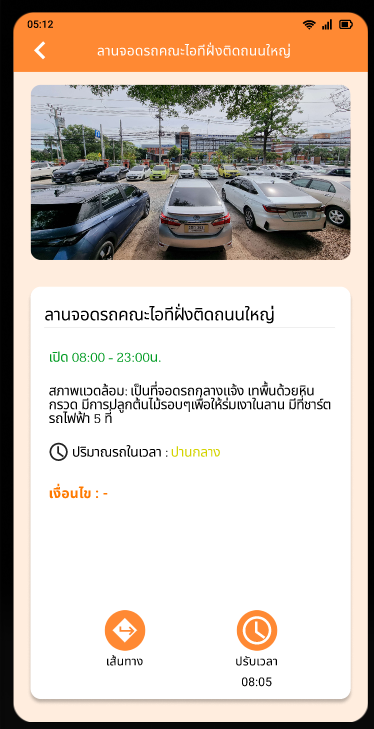 05:12
ลานจอดรถคณะไอทีฝั่งติดถนนใหญ่
ลานจอดรถคณะไอทีฝั่งติดถนนใหญ่
เปิด 08:00 - 23:00น.
สภาพแวดล้อม: เป็นที่จอดรถกลางแจ้ง เทพื้นด้วยหิน
กรวด มีการปลูกต้นไม้รอบๆเพื่อให้ร่มเงาในลาน มีที่ชาร์ต
รถไฟฟ้า 5 ที่
ปริมาณรถในเวลา : ปานกลาง
เงื่อนไข : -
เส้นทาง
ปรับเวลา
08:05